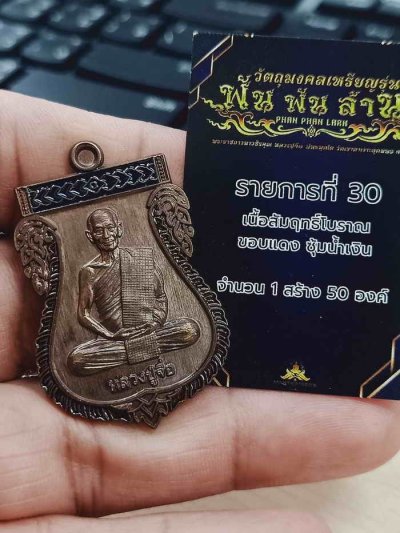 วัตถุมงคลเหรียญรุ่น
พัน พัน ล้าน
PHAN PHAN LARN
รายการที่ 30
เนื้อสัมฤทธิ์โบราณ
ขอบแดง ซุ้มน้ำเงิน
จำนวน 1 สร้าง 50 องค์
หลวงปู่จื่อ